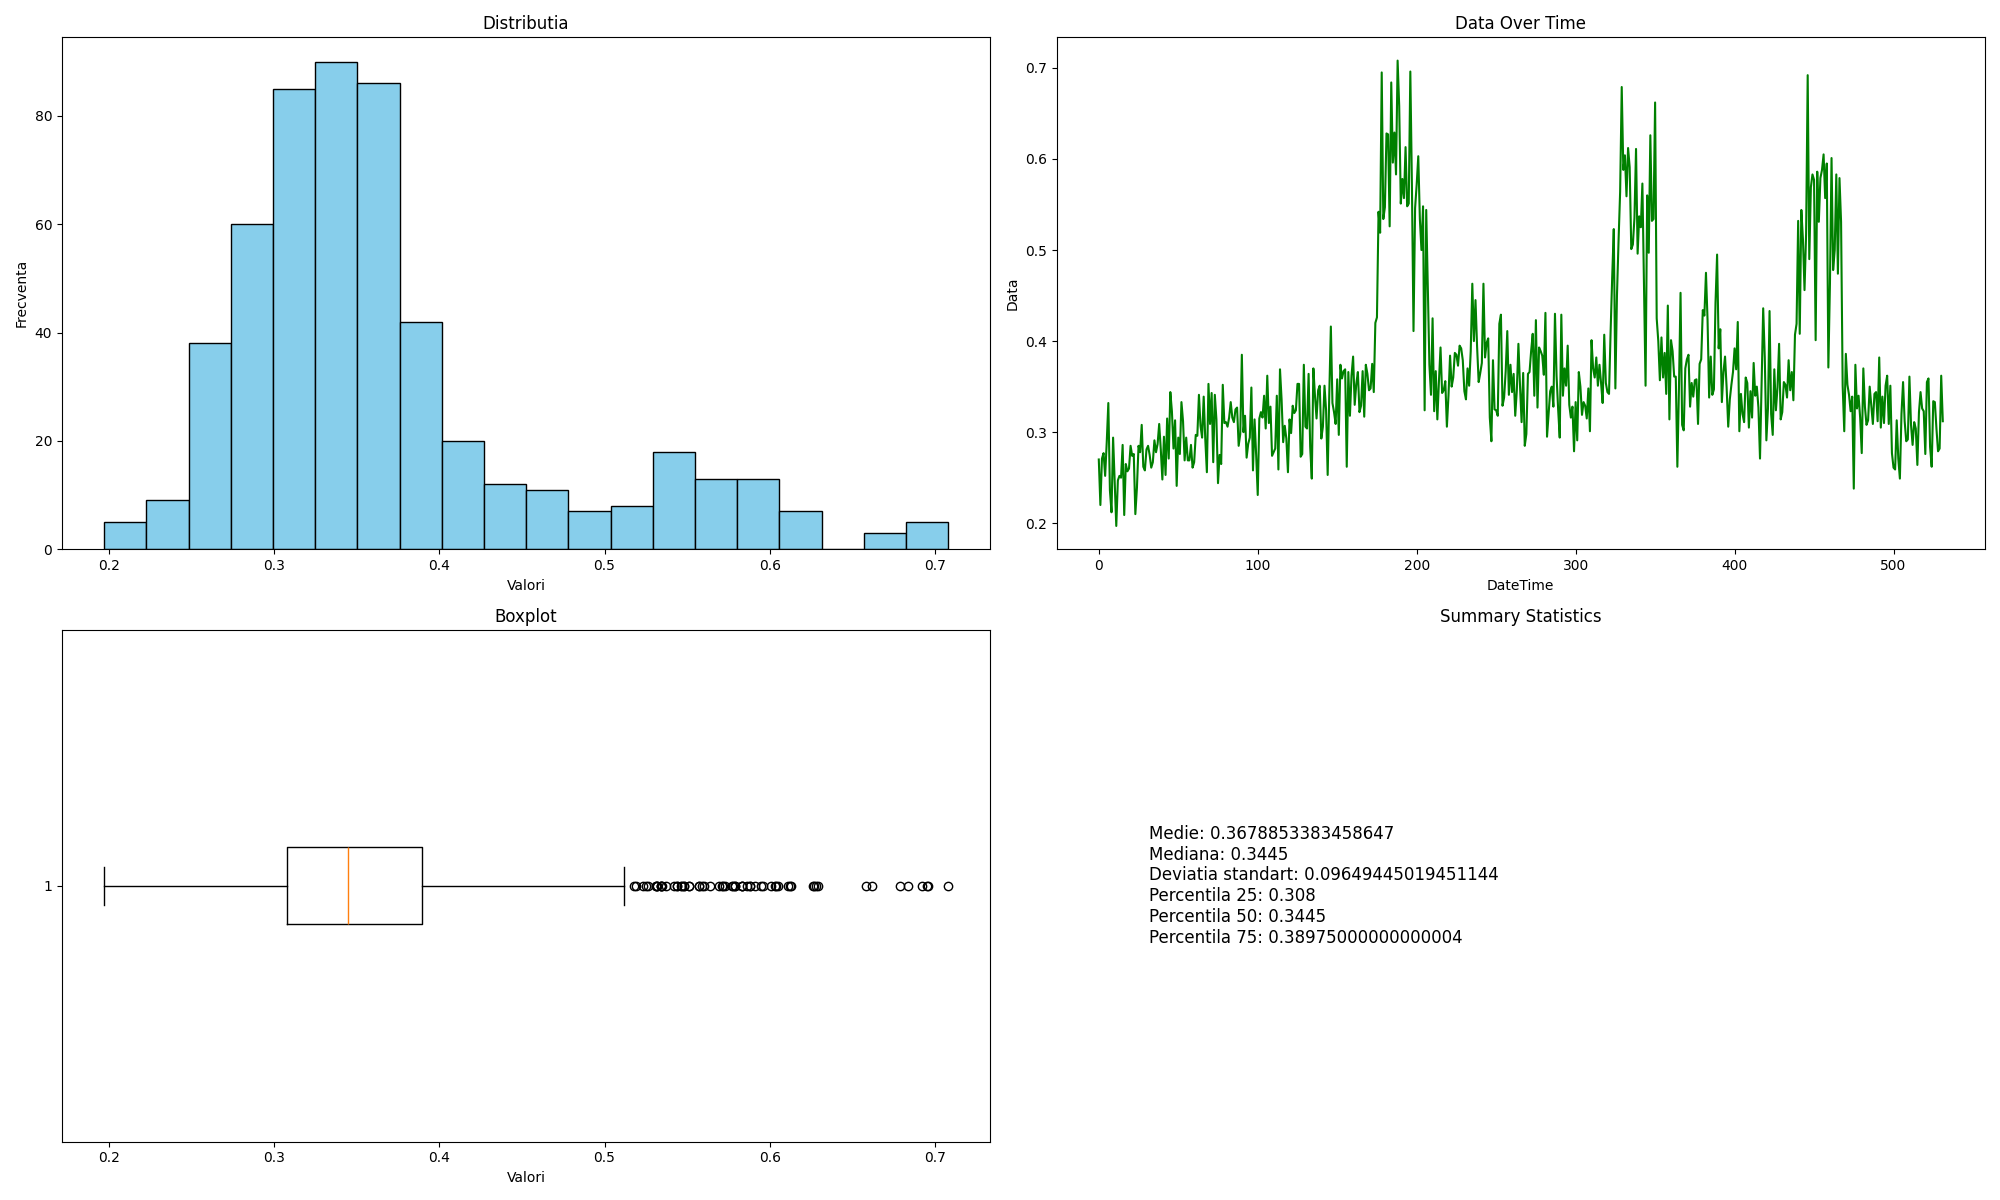 Distributia
Frecventa
80
60
40
20
0
0.2 0.3 0.4 0.5 0.6 0.7
Valori
Data Over Time
Data
0.7
0.6
0.5
0.4
0.3
0.2
0 100 200 300 400 500
DateTime
Boxplot
1
0.2 0.3 0.4 0.5 0.6 0.7
Valori
Summary Statistics
Medie: 0.3678853383458647
Mediana: 0.3445
Deviatia standart: 0.09649445019451144
Percentila 25: 0.308
Percentila 50: 0.3445
Percentila 75: 0.38975000000000004